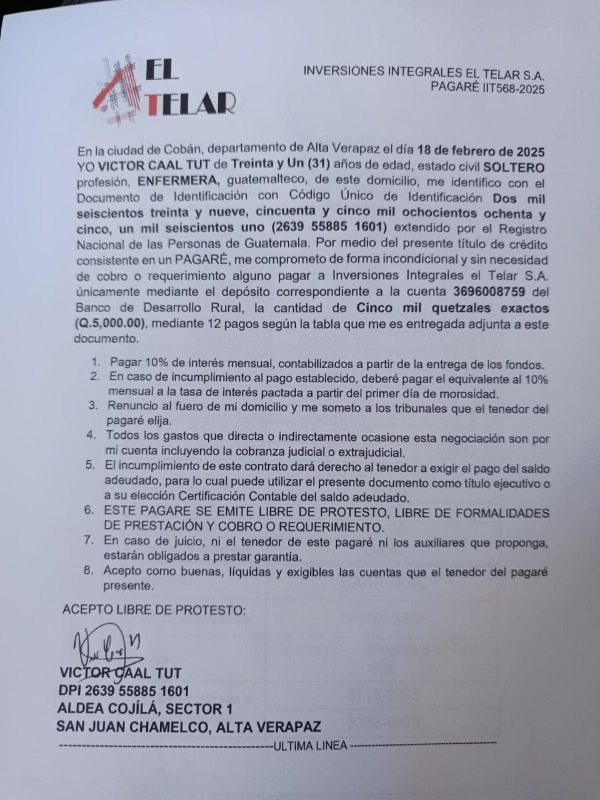 EL
TELAR
INVERSIONES INTEGRALES EL TELAR S.A.
PAGARÉ IIT568-2025
En la ciudad de Cobán, departamento de Alta Verapaz el día 18 de febrero de 2025
YO VICTOR CAAL TUT de Treinta y Un (31) años de edad, estado civil SOLTERO
profesión, ENFERMERA, guatemalteco, de este domicilio, me identifico con el
Documento de Identificación con Código Único de Identificación Dos mil
seiscientos treinta y nueve, cincuenta y cinco mil ochocientos ochenta y
cinco, un mil seiscientos uno (2639 55885 1601) extendido por el Registro
Nacional de las Personas de Guatemala. Por medio del presente título de crédito
consistente en un PAGARÉ, me comprometo de forma incondicional y sin necesidad
de cobro o requerimiento alguno pagar a Inversiones Integrales el Telar S.A.
únicamente mediante el depósito correspondiente a la cuenta 3696008759 del
Banco de Desarrollo Rural, la cantidad de Cinco mil quetzales exactos
(Q.5,000.00), mediante 12 pagos según la tabla que me es entregada adjunta a este
documento.
1. Pagar 10% de interés mensual, contabilizados a partir de la entrega de los fondos.
2. En caso de incumplimiento al pago establecido, deberé pagar el equivalente al 10%
mensual a la tasa de interés pactada a partir del primer día de morosidad.
3. Renuncio al fuero de mi domicilio y me someto a los tribunales que el tenedor del
pagaré elija.
4. Todos los gastos que directa o indirectamente ocasione esta negociación son por
mi cuenta incluyendo la cobranza judicial o extrajudicial.
5. El incumplimiento de este contrato dará derecho al tenedor a exigir el pago del saldo
adeudado, para lo cual puede utilizar el presente documento como título ejecutivo o
a su elección Certificación Contable del saldo adeudado.
6. ESTE PAGARE SE EMITE LIBRE DE PROTESTO, LIBRE DE FORMALIDADES
DE PRESTACIÓN Y COBRO O REQUERIMIENTO.
7. En caso de juicio, ni el tenedor de este pagaré ni los auxiliares que proponga,
estarán obligados a prestar garantía.
8. Acepto como buenas, líquidas y exigibles las cuentas que el tenedor del pagaré
presente.
ACEPTO LIBRE DE PROTESTO:
VICTOR CAAL TUT
DPI 2639 55885 1601
ALDEA COJILÁ, SECTOR 1
SAN JUAN CHAMELCO, ALTA VERAPAZ
----------------------------------------ULTIMA LINEA ---------------------------